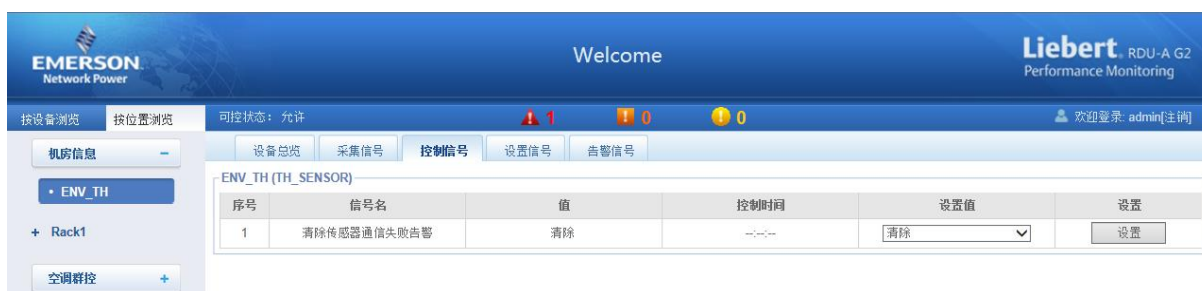 EMERSON
Network Power
Welcome
Liebert RDU-A G2
Performance Monitoring
按设备浏览 按位置浏览 可控状态：允许 1 0 0 欢迎登录: admin[注销]
机房信息 −
设备总览 采集信号 控制信号 设置信号 告警信号
• ENV_TH
ENV_TH (TH_SENSOR)
序号 信号名 值 控制时间 设置值 设置
+ Rack1
1 清除传感器通信失败告警 清除 --:--:-- 清除 设置
空调群控 +